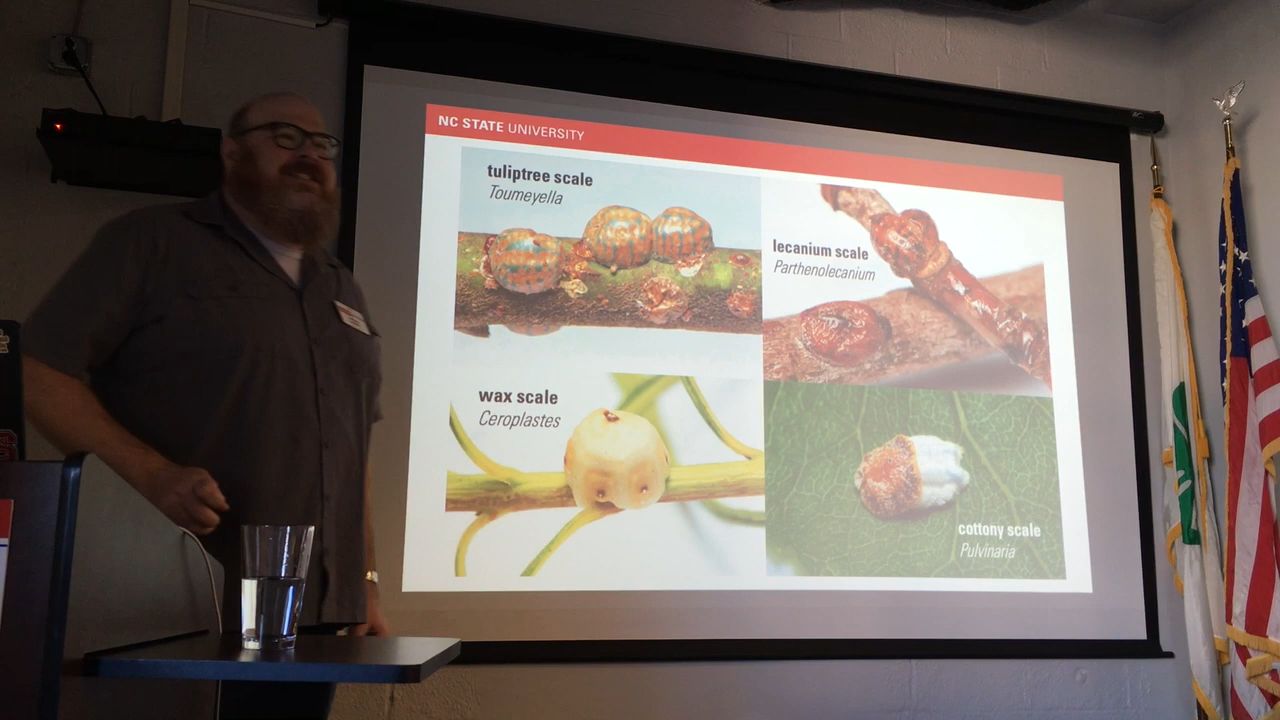 NC STATE UNIVERSITY
tuliptree scale
Toumeyella
lecanium scale
Parthenolecanium
wax scale
Ceroplastes
cottony scale
Pulvinaria